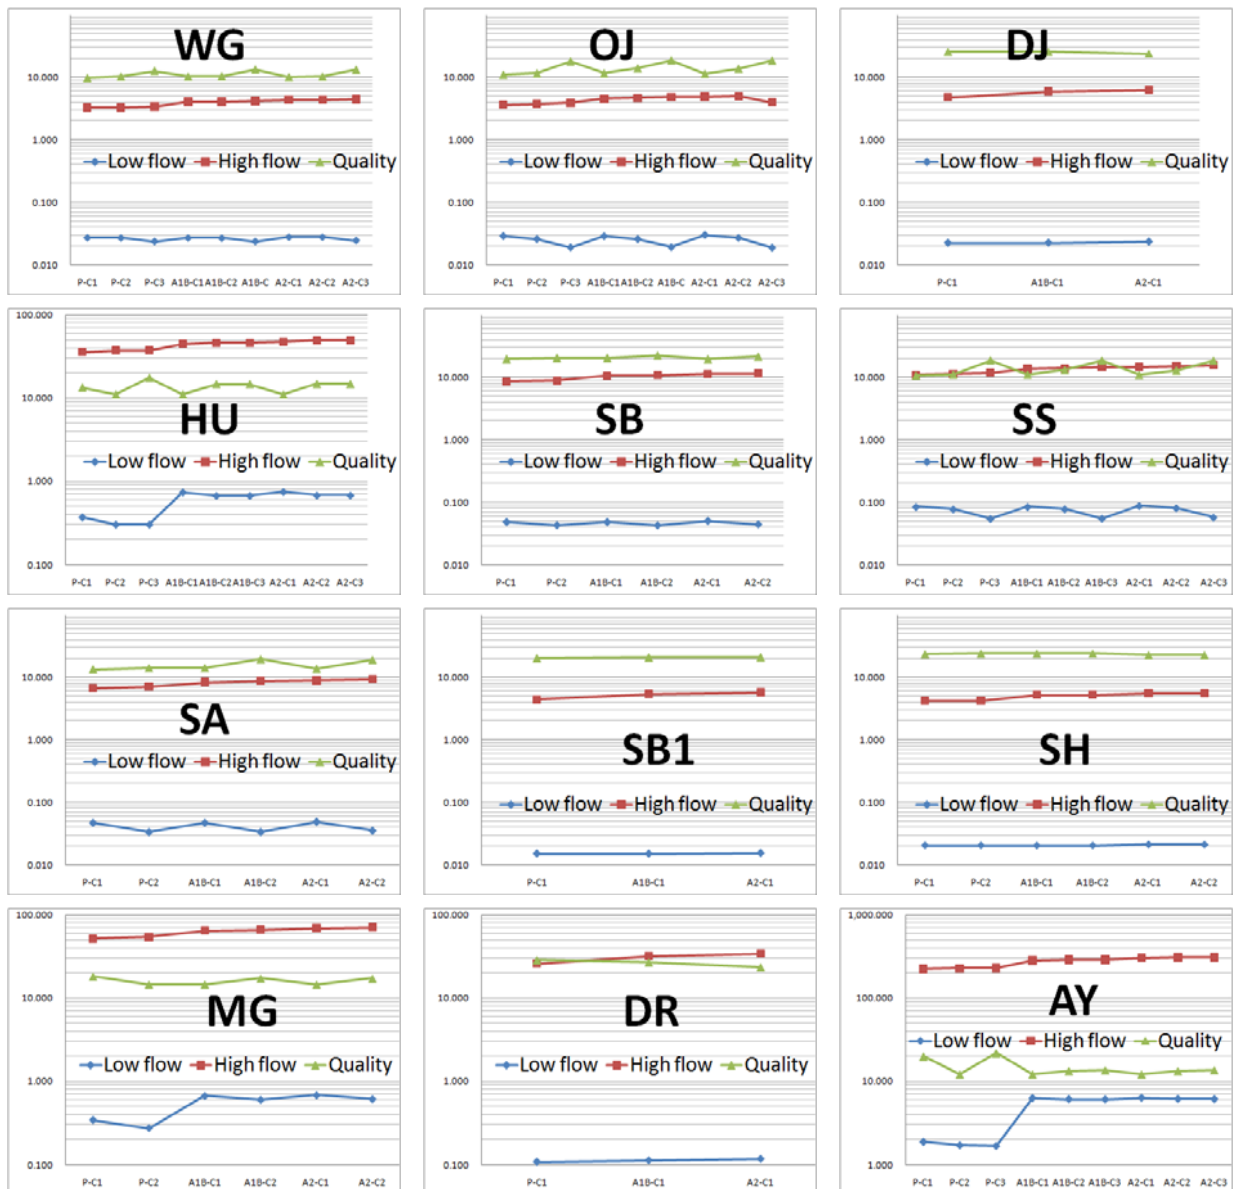 WG
10.000
1.000
Low flow High flow Quality
0.100
0.010
P-C1 P-C2 P-C3 A1B-C1 A1B-C2 A1B-C A2-C1 A2-C2 A2-C3
OJ
10.000
1.000
Low flow High flow Quality
0.100
0.010
P-C1 P-C2 P-C3 A1B-C1 A1B-C2 A1B-C A2-C1 A2-C2 A2-C3
DJ
10.000
1.000
Low flow High flow Quality
0.100
0.010
P-C1 A1B-C1 A2-C1
100.000
10.000
HU
Low flow High flow Quality
1.000
0.100
P-C1 P-C2 P-C3 A1B-C1 A1B-C2 A1B-C3 A2-C1 A2-C2 A2-C3
10.000
SB
1.000
Low flow High flow Quality
0.100
0.010
P-C1 P-C2 A1B-C1 A1B-C2 A2-C1 A2-C2
10.000
SS
1.000
Low flow High flow Quality
0.100
0.010
P-C1 P-C2 P-C3 A1B-C1 A1B-C2 A1B-C3 A2-C1 A2-C2 A2-C3
10.000
SA
1.000
Low flow High flow Quality
0.100
0.010
P-C1 P-C2 A1B-C1 A1B-C2 A2-C1 A2-C2
10.000
1.000
SB1
0.100
Low flow High flow Quality
0.010
P-C1 A1B-C1 A2-C1
10.000
1.000
SH
0.100
Low flow High flow Quality
0.010
P-C1 P-C2 A1B-C1 A1B-C2 A2-C1 A2-C2
100.000
10.000
MG
Low flow High flow Quality
1.000
0.100
P-C1 P-C2 A1B-C1 A1B-C2 A2-C1 A2-C2
100.000
10.000
DR
Low flow High flow Quality
1.000
0.100
P-C1 A1B-C1 A2-C1
1,000.000
100.000
AY
Low flow High flow Quality
10.000
1.000
P-C1 P-C2 P-C3 A1B-C1 A1B-C2 A1B-C3 A2-C1 A2-C2 A2-C3